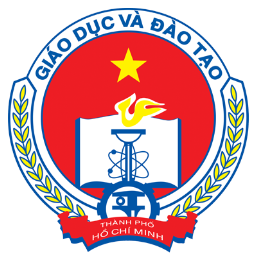 GIÁO DỤC VÀ ĐÀO TẠO
THÀNH PHỐ
HỒ CHÍ MINH